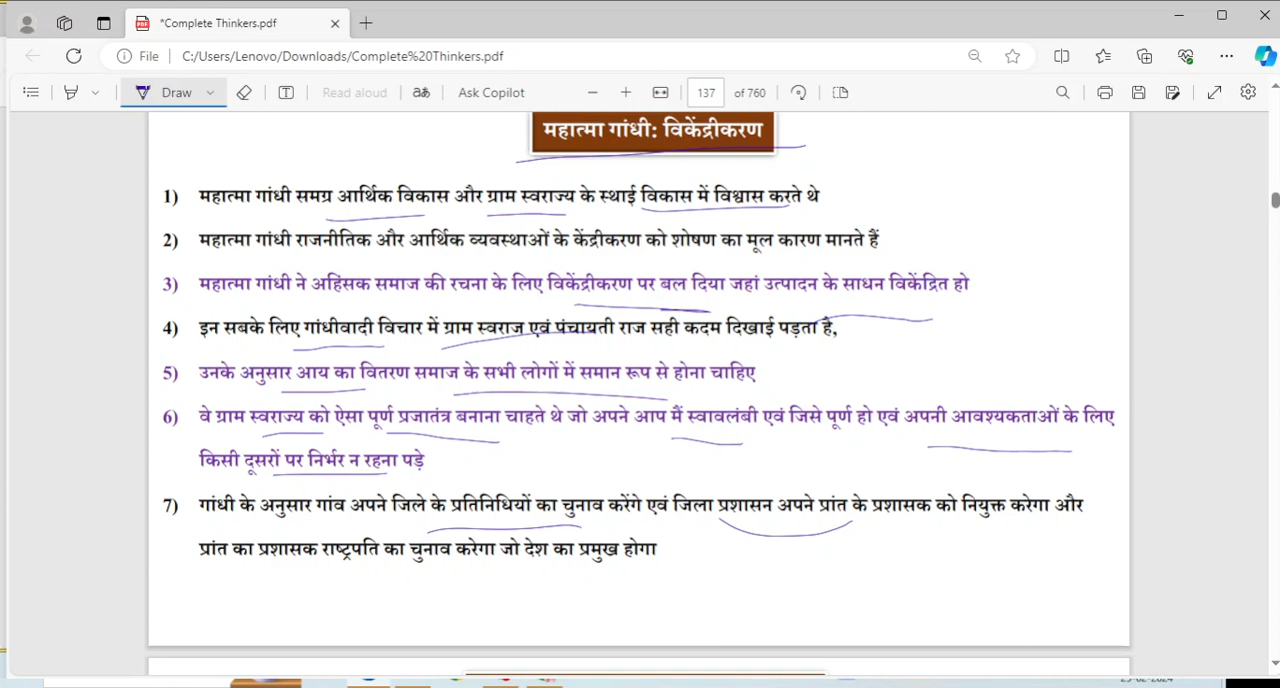 *Complete Thinkers.pdf
File | C:/Users/Lenovo/Downloads/Complete%20Thinkers.pdf
Draw Read aloud aあ Ask Copilot 137 of 760
महात्मा गांधी: विकेंद्रीकरण
1) महात्मा गांधी समग्र आर्थिक विकास और ग्राम स्वराज्य के स्थाई विकास में विश्वास करते थे
2) महात्मा गांधी राजनीतिक और आर्थिक व्यवस्थाओं के केंद्रीकरण को शोषण का मूल कारण मानते हैं
3) महात्मा गांधी ने अहिंसक समाज की रचना के लिए विकेंद्रीकरण पर बल दिया जहां उत्पादन के साधन विकेंद्रित हो
4) इन सबके लिए गांधीवादी विचार में ग्राम स्वराज एवं पंचायती राज सही कदम दिखाई पड़ता है,
5) उनके अनुसार आय का वितरण समाज के सभी लोगों में समान रूप से होना चाहिए
6) वे ग्राम स्वराज्य को ऐसा पूर्ण प्रजातंत्र बनाना चाहते थे जो अपने आप मैं स्वावलंबी एवं जिसे पूर्ण हो एवं अपनी आवश्यकताओं के लिए
किसी दूसरों पर निर्भर न रहना पड़े
7) गांधी के अनुसार गांव अपने जिले के प्रतिनिधियों का चुनाव करेंगे एवं जिला प्रशासन अपने प्रांत के प्रशासक को नियुक्त करेगा और
प्रांत का प्रशासक राष्ट्रपति का चुनाव करेगा जो देश का प्रमुख होगा